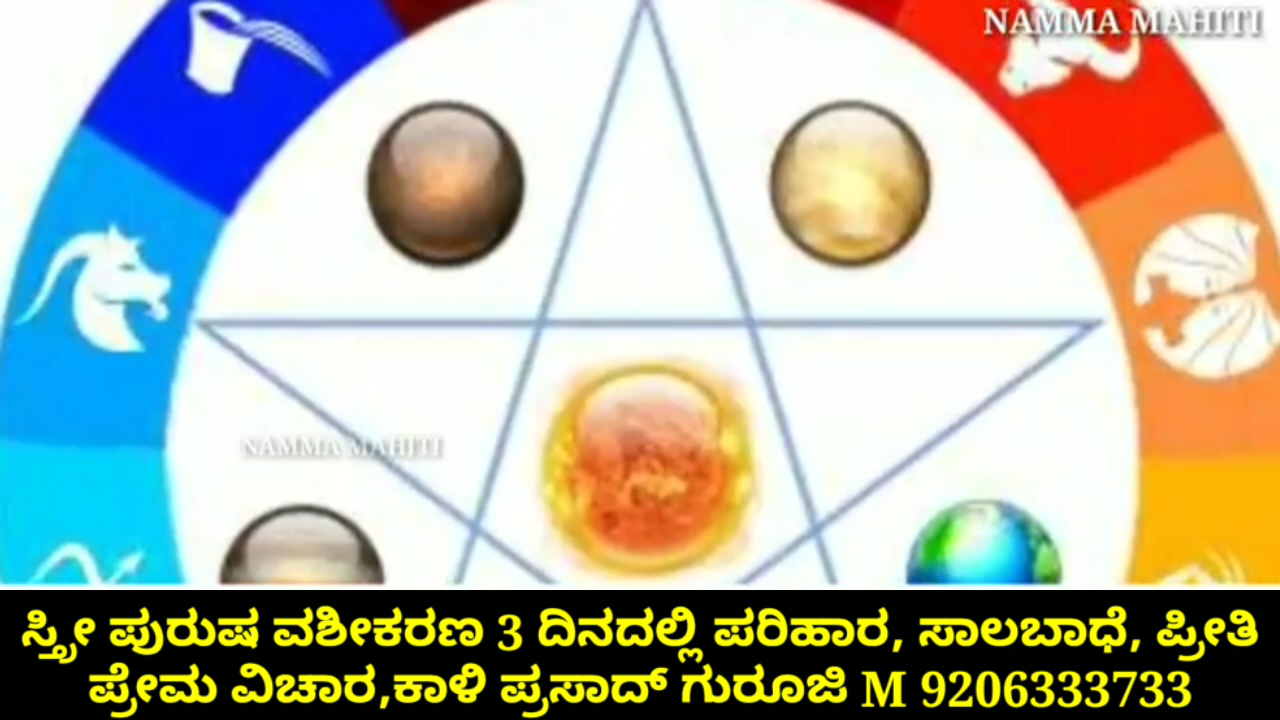 NAMMA MAHITI
NAMMA MAHITI
ಸ್ತ್ರೀ ಪುರುಷ ವಶೀಕರಣ 3 ದಿನದಲ್ಲಿ ಪರಿಹಾರ, ಸಾಲಬಾಧೆ, ಪ್ರೀತಿ
ಪ್ರೇಮ ವಿಚಾರ,ಕಾಳಿ ಪ್ರಸಾದ್ ಗುರೂಜಿ M 9206333733